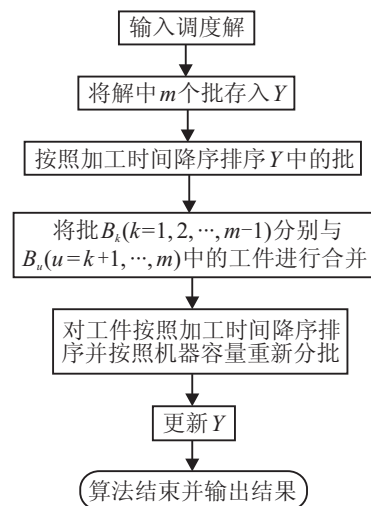 输入调度解
将解中m个批存入Y
按照加工时间降序排序Y中的批
将批Bk(k=1,2,⋯,m−1)分别与
Bu(u=k+1,⋯,m)中的工件进行合并
对工件按照加工时间降序排
序并按照机器容量重新分批
更新Y
算法结束并输出结果